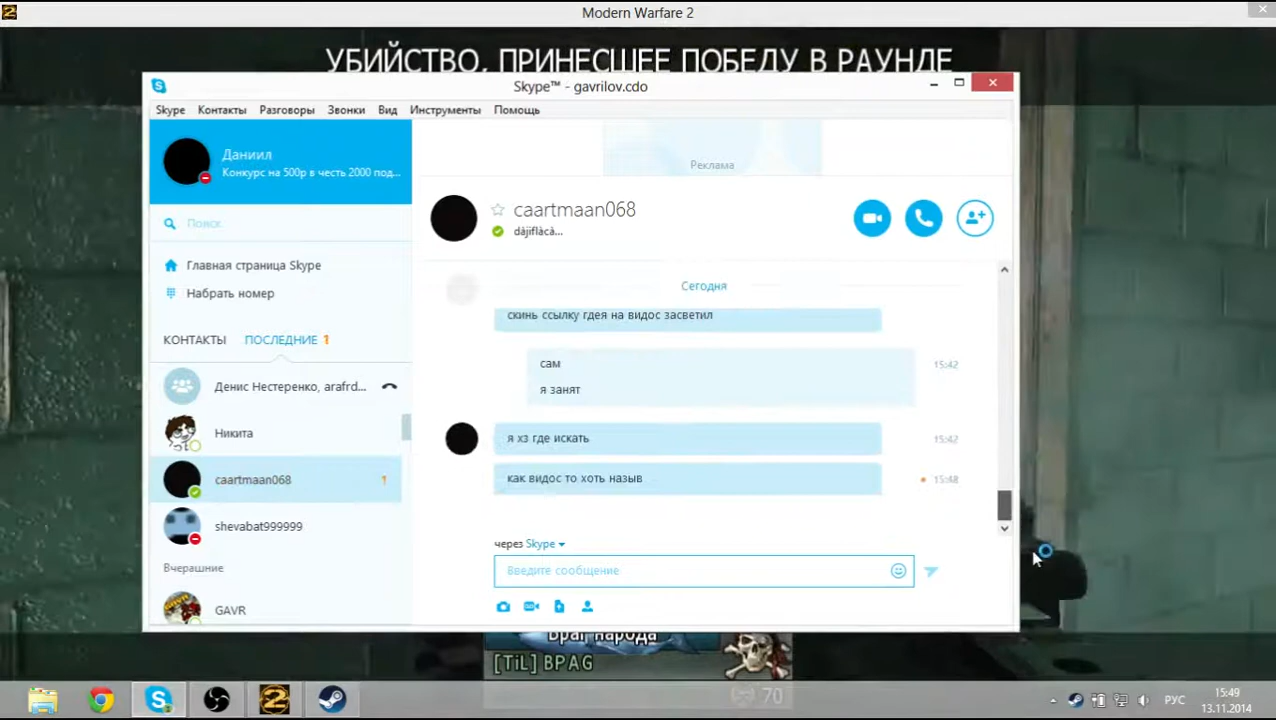 Modern Warfare 2
УБИЙСТВО, ПРИНЕСШЕЕ ПОБЕДУ В РАУНДЕ
Skype™ - gavrilov.cdo
Skype Контакты Разговоры Звонки Вид Инструменты Помощь
Даниил
Конкурс на 500р в честь 2000 под...
Поиск
Главная страница Skype
Набрать номер
КОНТАКТЫ ПОСЛЕДНИЕ 1
Денис Нестеренко, arafrd...
Никита
caartmaan068 1
shevabat999999
Вчерашние
GAVR
Реклама
caartmaan068
dájiflácá...
Сегодня
скинь ссылку гдея на видос засветил
сам 15:42
я занят
я хз где искать 15:42
как видос то хоть назыв 15:48
через Skype
Введите сообщение
Враг народа
[TiL] BPAG
70
РУС
15:49
13.11.2014